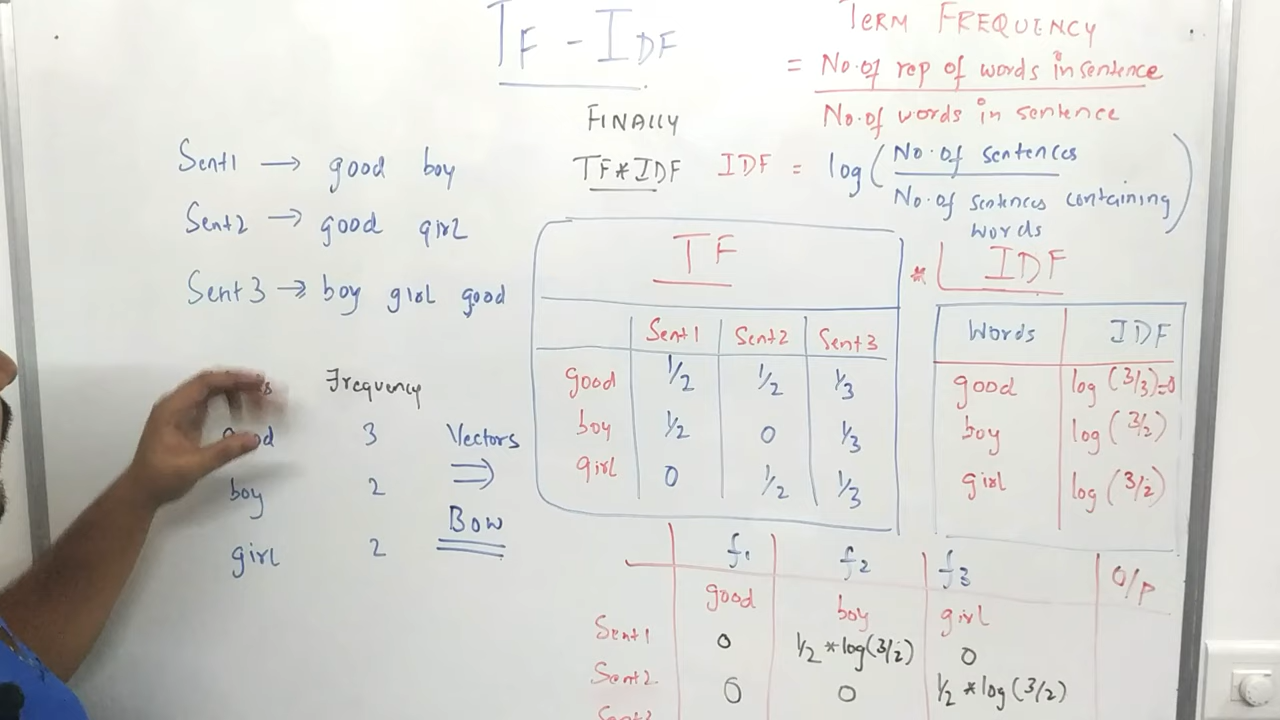 TF - IDF
TERM FREQUENCY
= No. of rep of words in sentence
No. of words in sentence
FINALLY
TF*IDF
IDF = log( No. of sentences
No. of sentences containing
words )
Sent1 → good boy
Sent2 → good girl
Sent3 → boy girl good
Frequency
3
boy 2
girl 2
Vectors
⇒
BOW
TF
Sent1 Sent2 Sent3
good 1/2 1/2 1/3
boy 1/2 0 1/3
girl 0 1/2 1/3
* IDF
Words IDF
good log(3/3)=0
boy log(3/2)
girl log(3/2)
f1 f2 f3 O/P
good boy girl
Sent1 0 1/2*log(3/2) 0
Sent2 0 0 1/2*log(3/2)